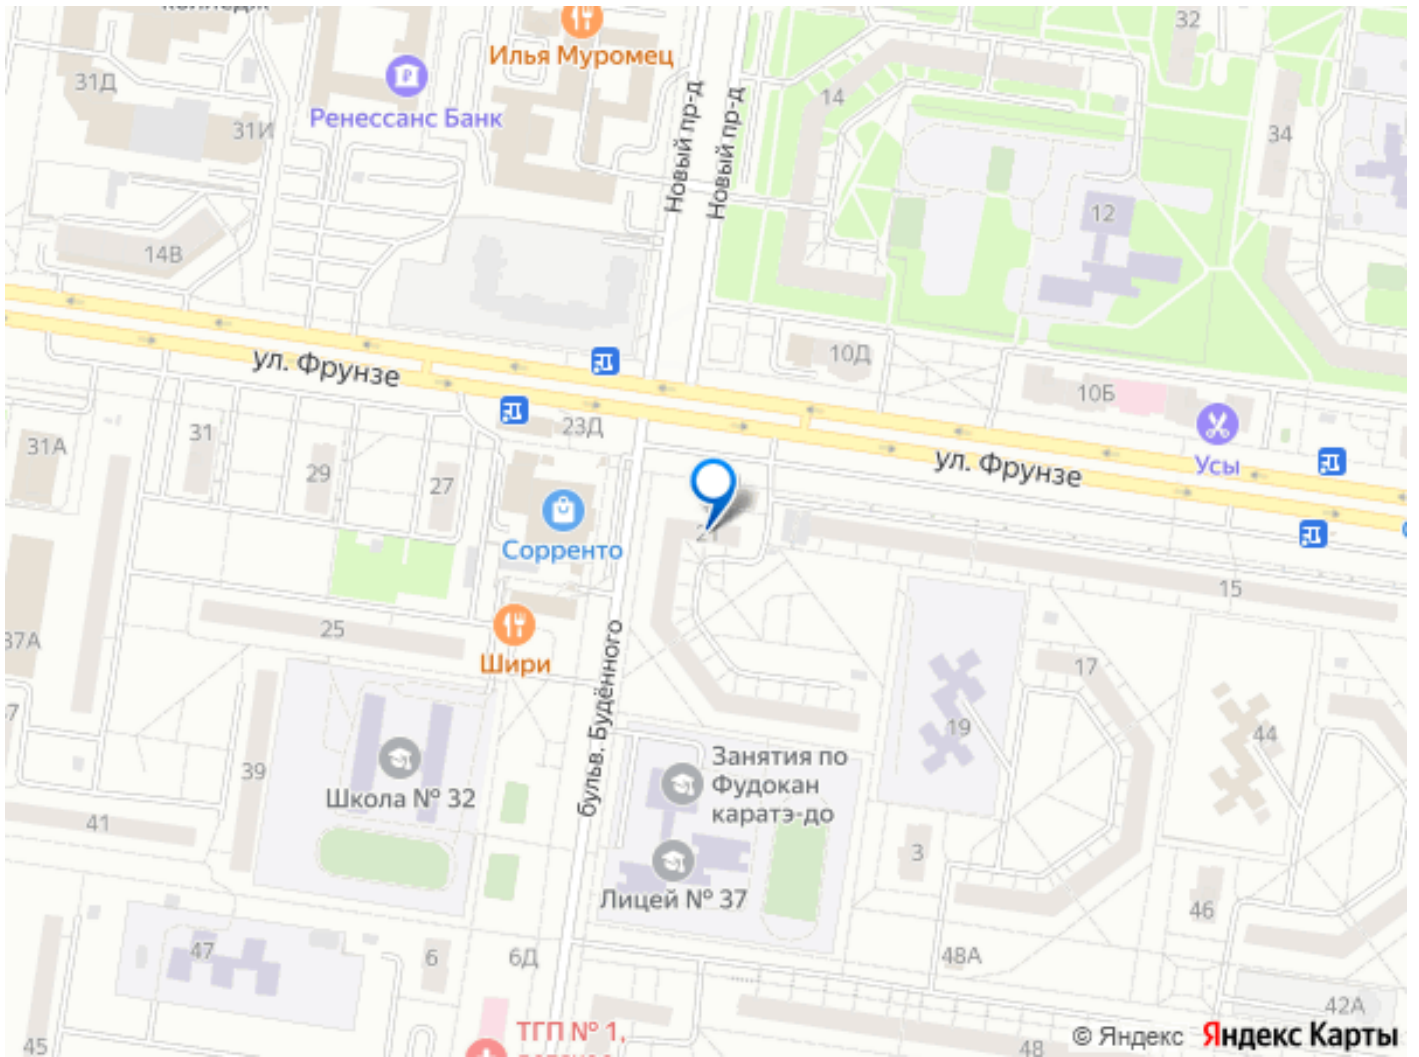 колледж
32
Илья Муромец
31Д
14
Ренессанс Банк
31И
34
Новый пр-д
Новый пр-д
12
14В
ул. Фрунзе
10Д
10Б
31А
31
23Д
29
27
ул. Фрунзе
Усы
21
Сорренто
15
25
37А
Шири
бульв. Будённого
17
7
19
44
39
Школа № 32
Занятия по
Фудокан
каратэ-до
41
3
Лицей № 37
46
47
6
6Д
48А
42А
ТГП № 1,
45
48
© Яндекс
Яндекс Карты